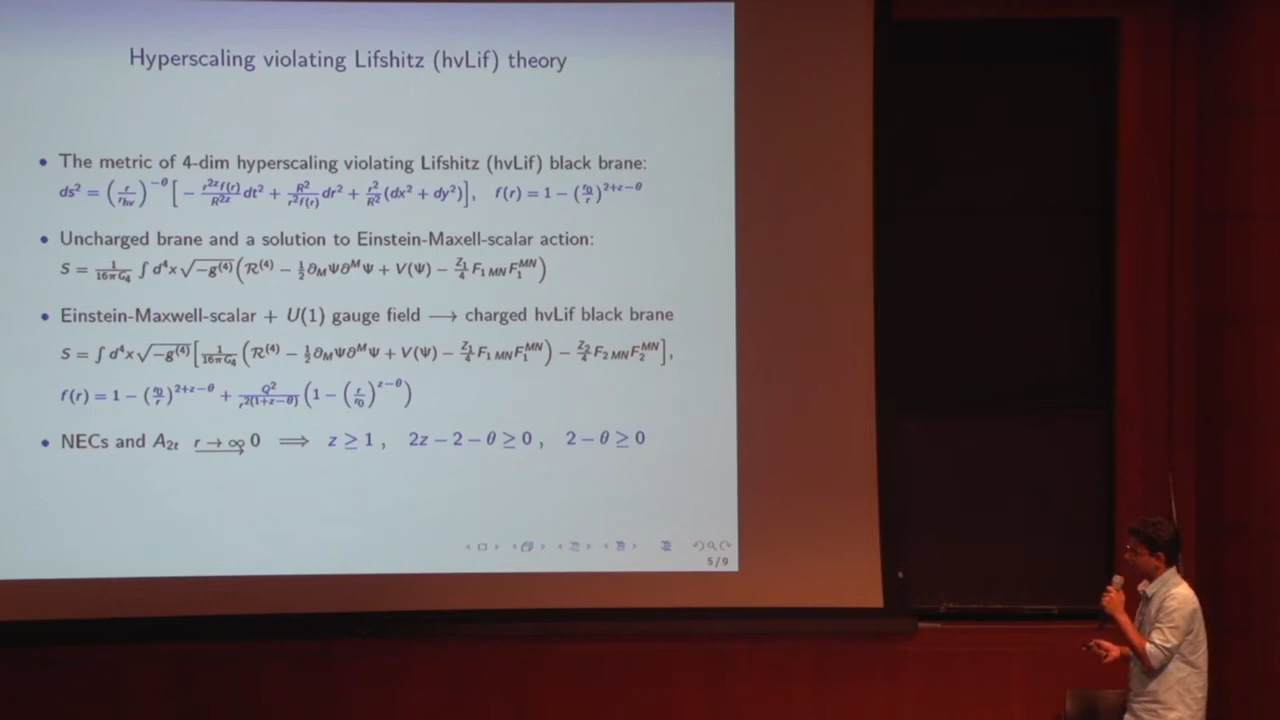 Hyperscaling violating Lifshitz (hvLif) theory
• The metric of 4-dim hyperscaling violating Lifshitz (hvLif) black brane:
ds² = (r/r_hv)^{−θ} [ − r^{2z}f(r)/R^{2z} dt² + R²/r²f(r) dr² + r²/R² (dx² + dy²) ], f(r) = 1 − (r₀/r)^{2+z−θ}
• Uncharged brane and a solution to Einstein-Maxell-scalar action:
S = 1/16πG₄ ∫ d⁴x √−g⁽⁴⁾ ( R⁽⁴⁾ − ½ ∂_MΨ∂^MΨ + V(Ψ) − Z₁/4 F_{1 MN}F₁^{MN} )
• Einstein-Maxwell-scalar + U(1) gauge field ⟶ charged hvLif black brane
S = ∫ d⁴x √−g⁽⁴⁾ [ 1/16πG₄ ( R⁽⁴⁾ − ½ ∂_MΨ∂^MΨ + V(Ψ) − Z₁/4 F_{1 MN}F₁^{MN} ) − Z₂/4 F_{2 MN}F₂^{MN} ],
f(r) = 1 − (r₀/r)^{2+z−θ} + Q²/r^{2(1+z−θ)} ( 1 − (r/r₀)^{z−θ} )
• NECs and A_{2t} r → ∞ 0 ⟹ z ≥ 1 , 2z − 2 − θ ≥ 0 , 2 − θ ≥ 0
5/9